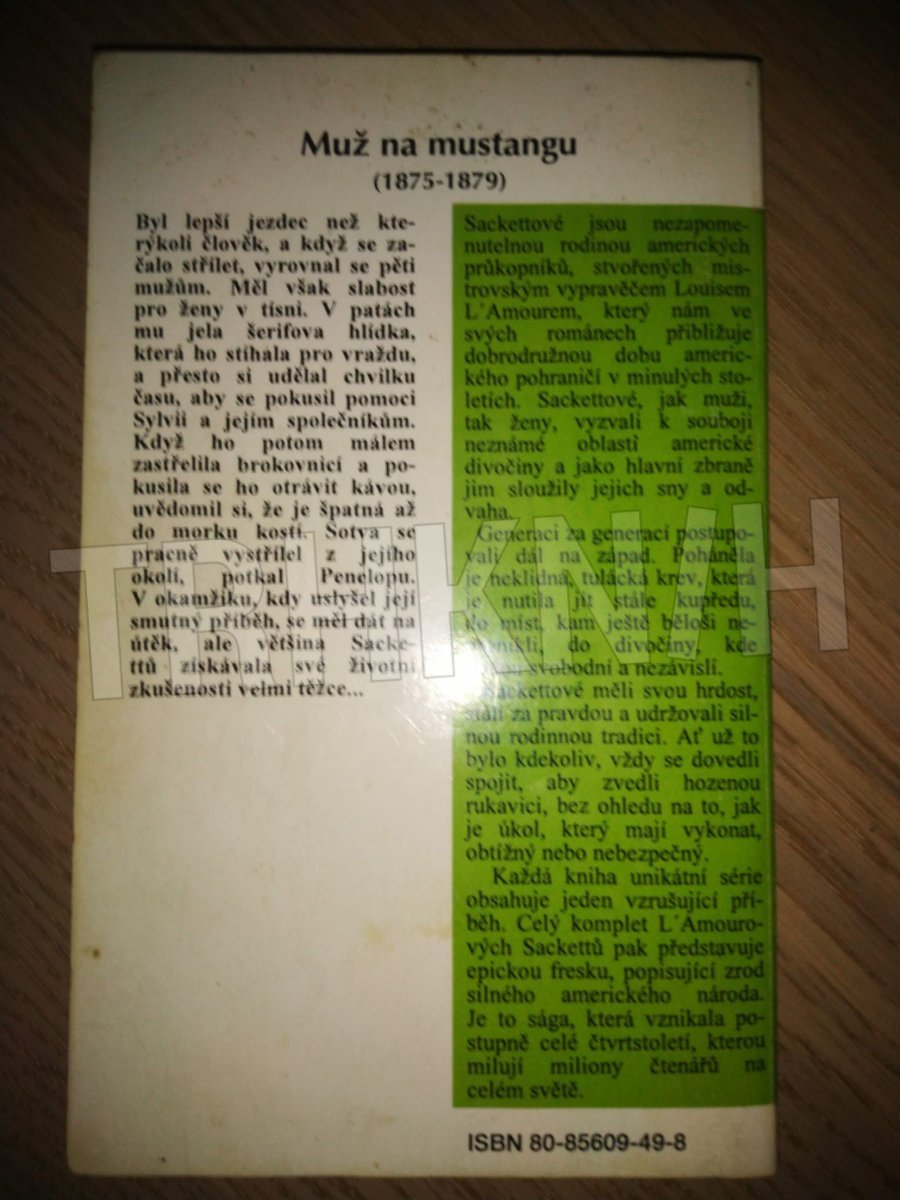 Muž na mustangu
(1875-1879)
Byl lepší jezdec než kte-
rýkoli člověk, a když se za-
čalo střílet, vyrovnal se pěti
mužům. Měl však slabost
pro ženy v tísni. V patách
mu jela šerifova hlídka,
která ho stíhala pro vraždu,
a přesto si udělal chvilku
času, aby se pokusil pomoci
Sylvii a jejím společníkům.
Když ho potom málem
zastřelila brokovnicí a po-
kusila se ho otrávit kávou,
uvědomil si, že je špatná až
do morku kostí. Sotva se
pracně vystřílel z jejího
okolí, potkal Penelopu.
V okamžiku, kdy uslyšel její
smutný příběh, se měl dát na
útěk, ale většina Sacke-
ttů získávala své životní
zkušenosti velmi těžce...
Sackettové jsou nezapome-
nutelnou rodinou amerických
průkopníků, stvořených mis-
trovským vypravěčem Louisem
L´Amourem, který nám ve
svých románech přibližuje
dobrodružnou dobu americ-
kého pohraničí v minulých sto-
letích. Sackettové, jak muži,
tak ženy, vyzvali k souboji
neznámé oblasti americké
divočiny a jako hlavní zbraně
jim sloužily jejich sny a od-
vaha.
Generaci za generací postupo-
vali dál na západ. Poháněla
je neklidná, tulácká krev, která
je nutila jít stále kupředu,
do míst, kam ještě běloši ne-
pronikli, do divočiny, kde
svobodní a nezávislí.
Sackettové měli svou hrdost,
stáli za pravdou a udržovali sil-
nou rodinnou tradici. Ať už to
bylo kdekoliv, vždy se dovedli
spojit, aby zvedli hozenou
rukavici, bez ohledu na to, jak
je úkol, který mají vykonat,
obtížný nebo nebezpečný.
Každá kniha unikátní série
obsahuje jeden vzrušující pří-
běh. Celý komplet L´Amouro-
vých Sackettů pak představuje
epickou fresku, popisující zrod
silného amerického národa.
Je to sága, která vznikala po-
stupně celé čtvrtstoletí, kterou
milují miliony čtenářů na
celém světě.
ISBN 80-85609-49-8